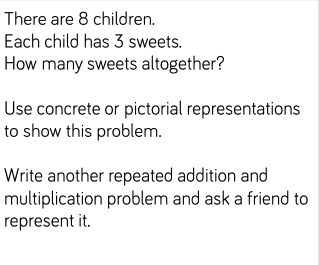 There are 8 children.
Each child has 3 sweets.
How many sweets altogether?
Use concrete or pictorial representations
to show this problem.
Write another repeated addition and
multiplication problem and ask a friend to
represent it.